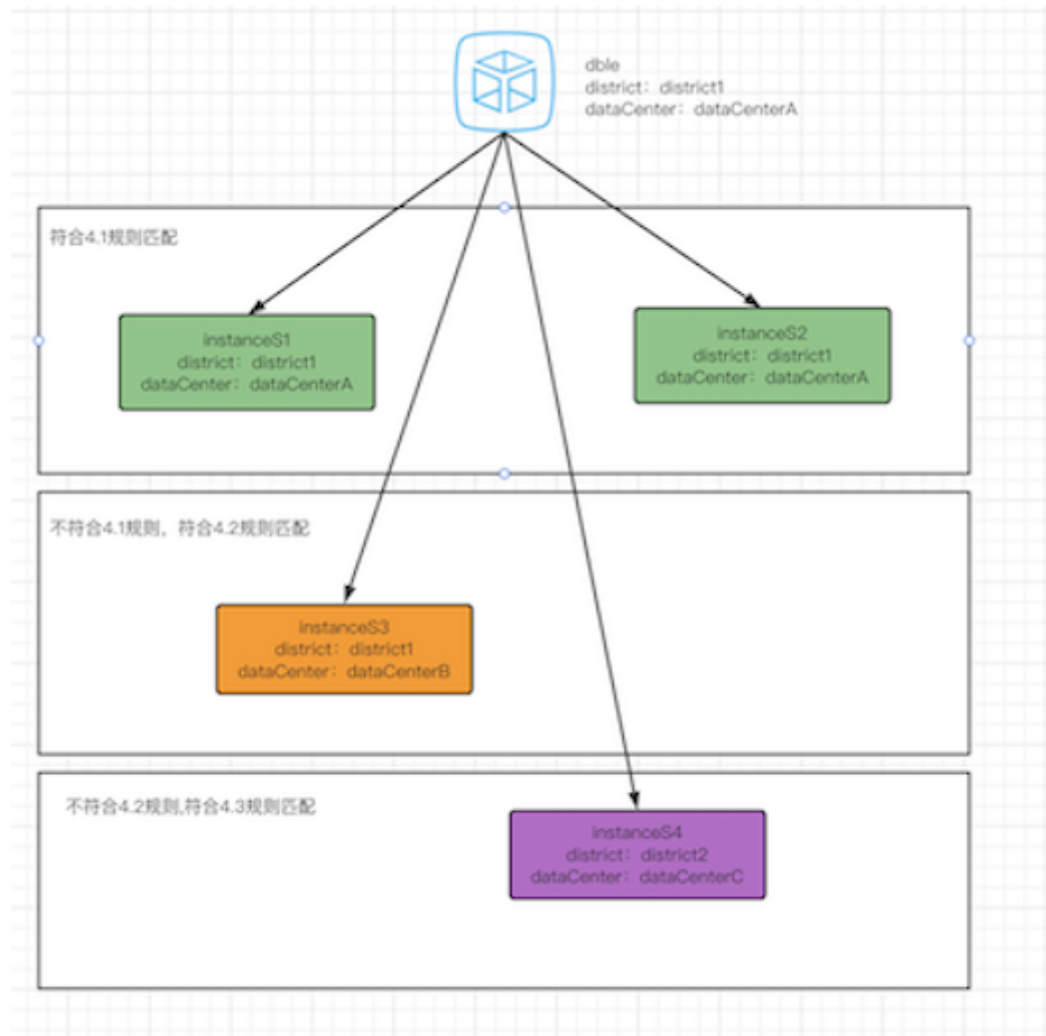 dble
district：district1
dataCenter：dataCenterA
符合4.1规则匹配
instanceS1
district：district1
dataCenter：dataCenterA
instanceS2
district：district1
dataCenter：dataCenterA
不符合4.1规则，符合4.2规则匹配
instanceS3
district：district1
dataCenter：dataCenterB
不符合4.2规则,符合4.3规则匹配
instanceS4
district：district2
dataCenter：dataCenterC